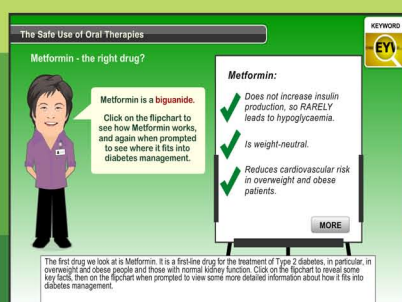 The Safe Use of Oral Therapies
KEYWORD
EY
Metformin - the right drug?
Metformin is a biguanide.
Click on the flipchart to
see how Metformin works,
and again when prompted
to see where it fits into
diabetes management.
Metformin:
Does not increase insulin
production, so RARELY
leads to hypoglycaemia.
Is weight-neutral.
Reduces cardiovascular risk
in overweight and obese
patients.
MORE
The first drug we look at is Metformin. It is a first-line drug for the treatment of Type 2 diabetes, in particular, in
overweight and obese people and those with normal kidney function. Click on the flipchart to reveal some
key facts, then on the flipchart when prompted to view some more detailed information about how it fits into
diabetes management.